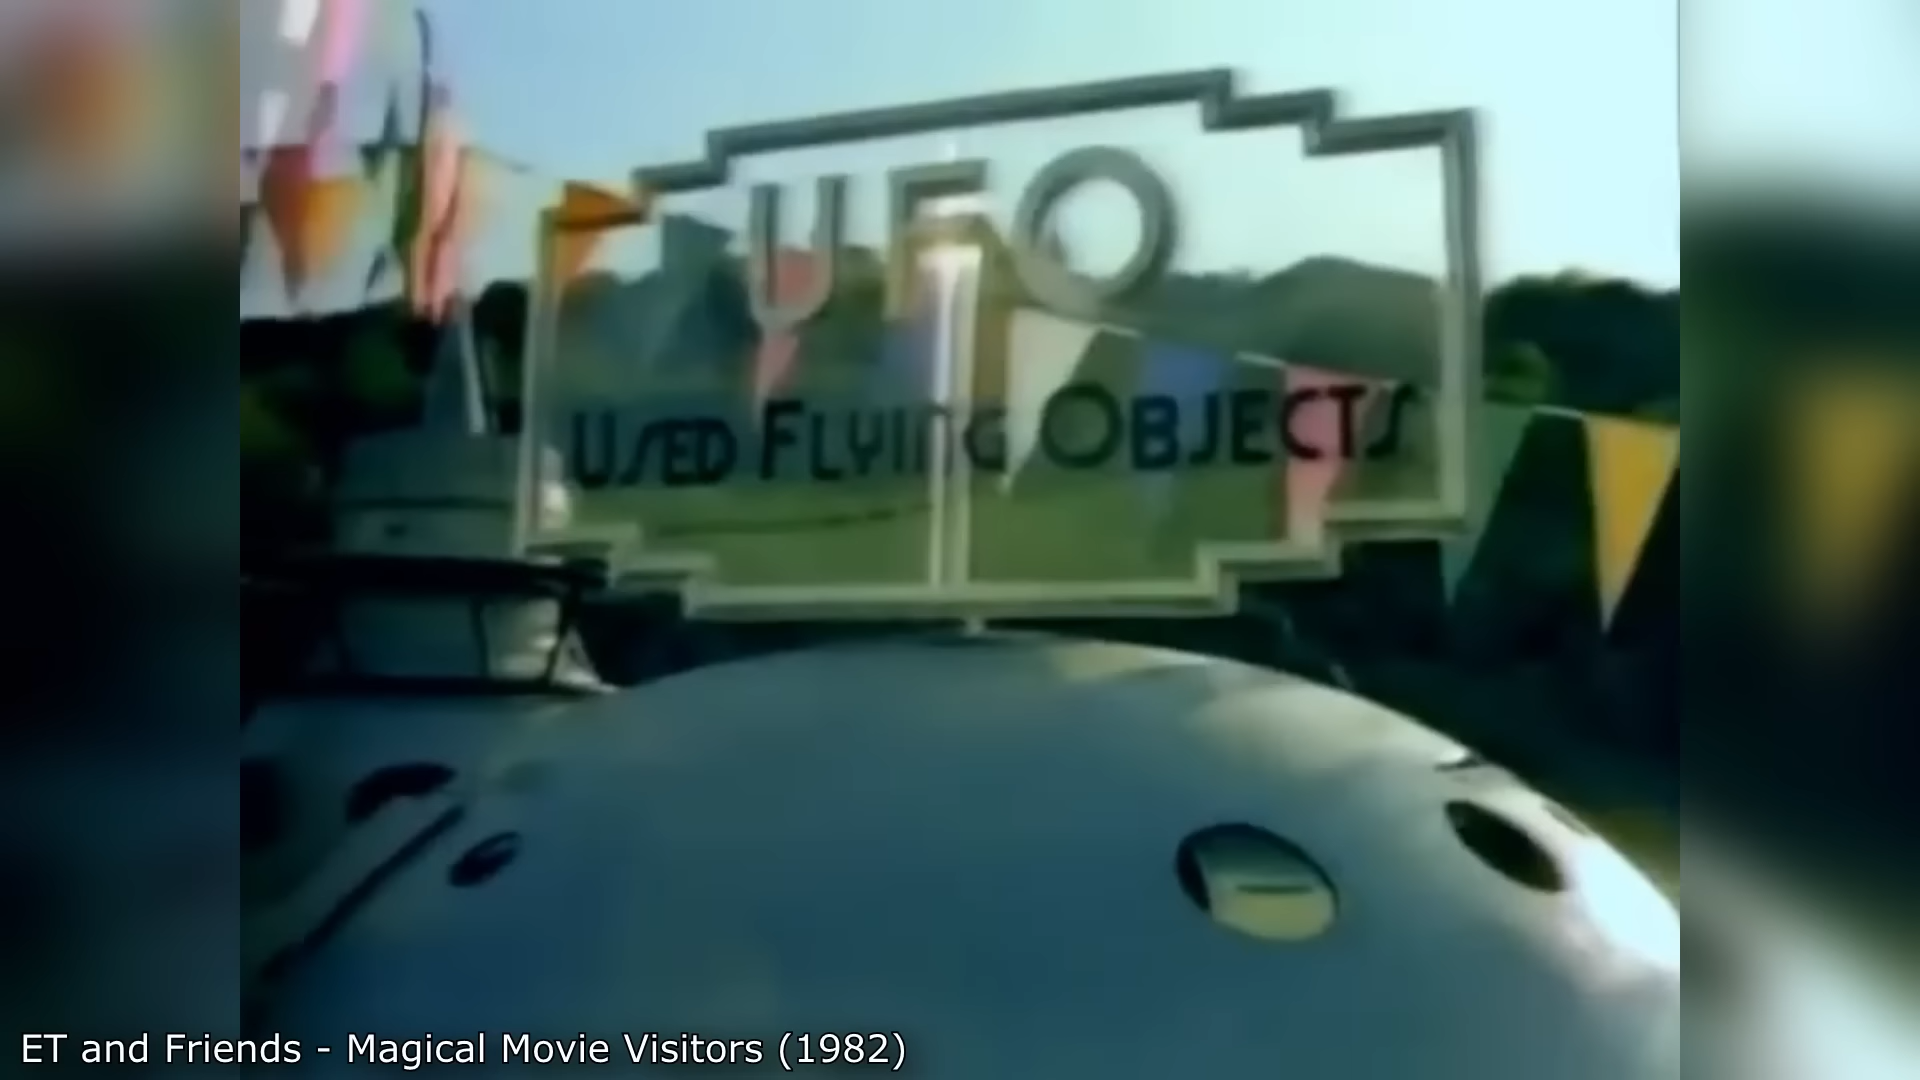 UFO
USED FLYING OBJECTS
ET and Friends - Magical Movie Visitors (1982)